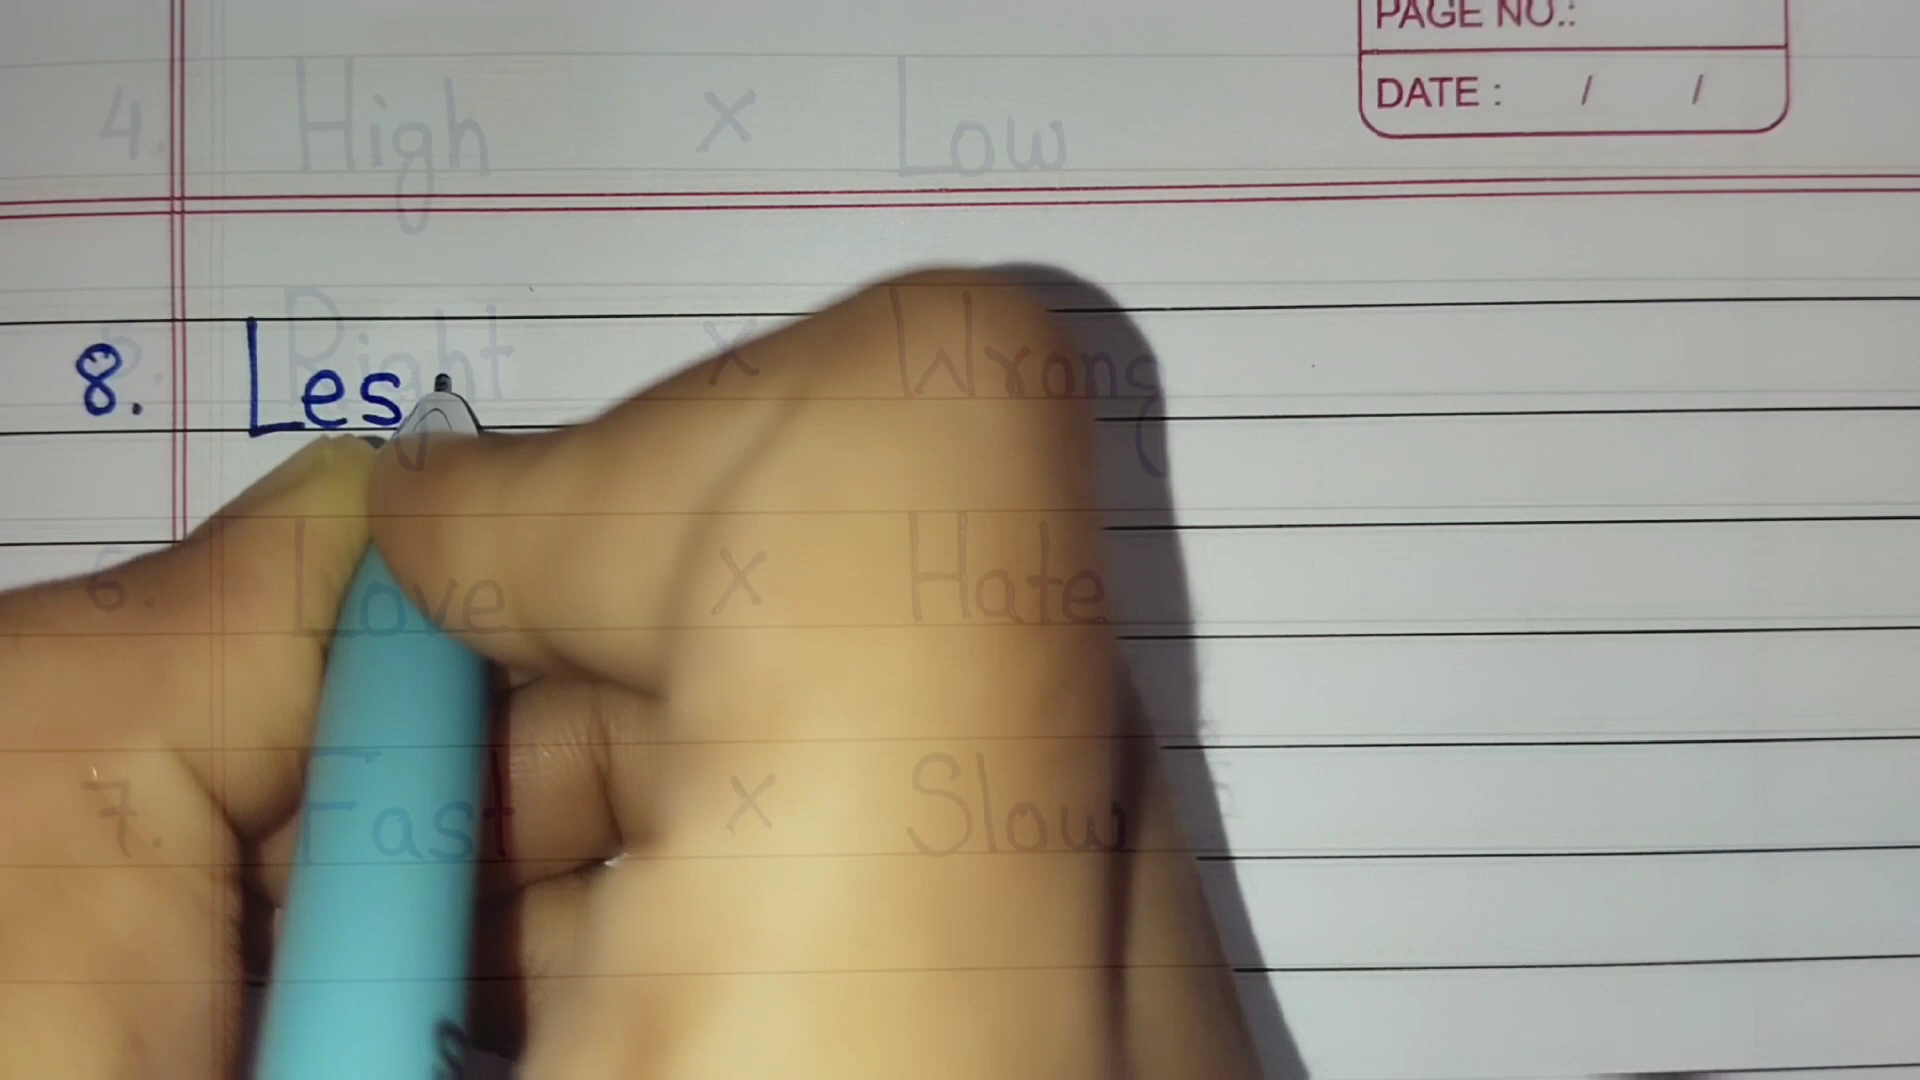 PAGE NO.:
DATE : / /
4. High x Low
5. Right x Wrong
8. Les
6. Love x Hate
7. Fast x Slow